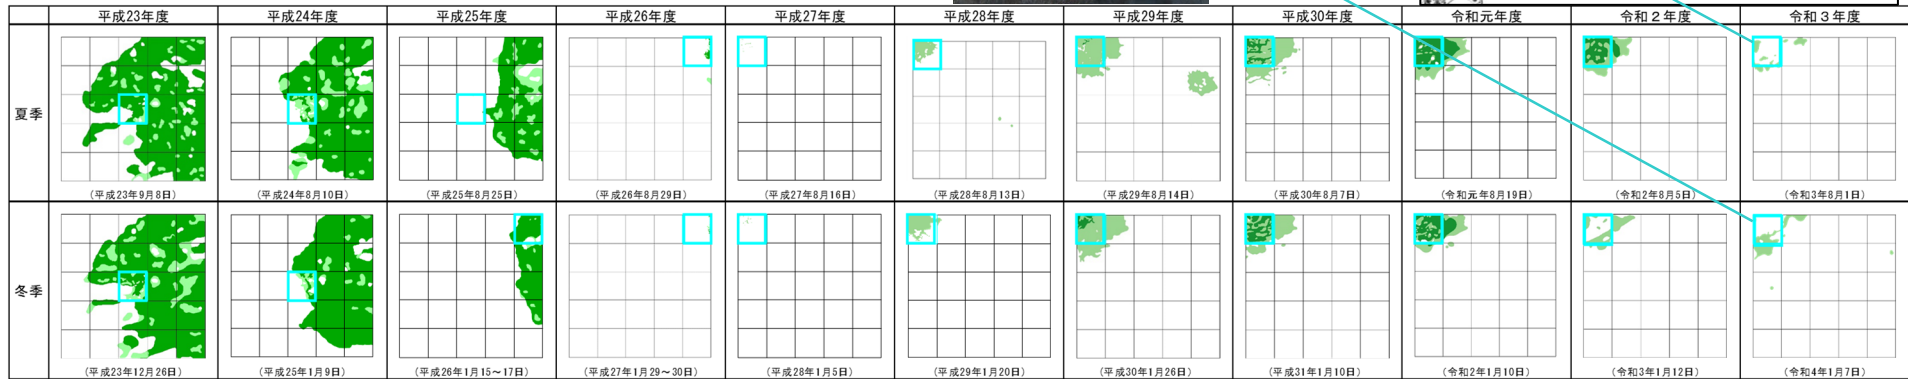 平成23年度 平成24年度 平成25年度 平成26年度 平成27年度 平成28年度 平成29年度 平成30年度 令和元年度 令和2年度 令和3年度
夏季
(平成23年9月8日) (平成24年8月10日) (平成25年8月25日) (平成26年8月29日) (平成27年8月16日) (平成28年8月13日) (平成29年8月14日) (平成30年8月7日) (令和元年8月19日) (令和2年8月5日) (令和3年8月1日)
冬季
(平成23年12月26日) (平成25年1月9日) (平成26年1月15～17日) (平成27年1月29～30日) (平成28年1月5日) (平成29年1月20日) (平成30年1月26日) (平成31年1月10日) (令和2年1月10日) (令和3年1月12日) (令和4年1月7日)